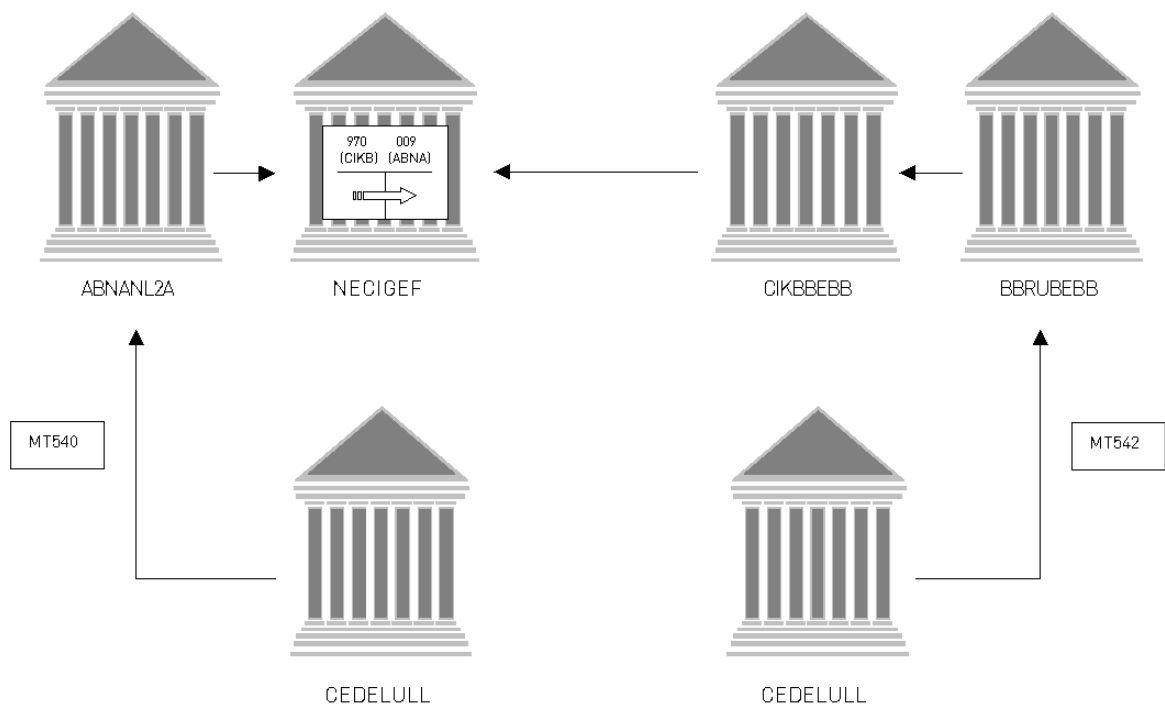 970 009
(CIKB) (ABNA)
ABNANL2A NECIGEF CIKBBEBB BBRUBEBB
MT540 MT542
CEDELULL CEDELULL